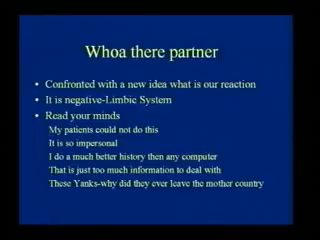 Whoa there partner
• Confronted with a new idea what is our reaction
• It is negative-Limbic System
• Read your minds
My patients could not do this
It is so impersonal
I do a much better history then any computer
That is just too much information to deal with
These Yanks-why did they ever leave the mother country